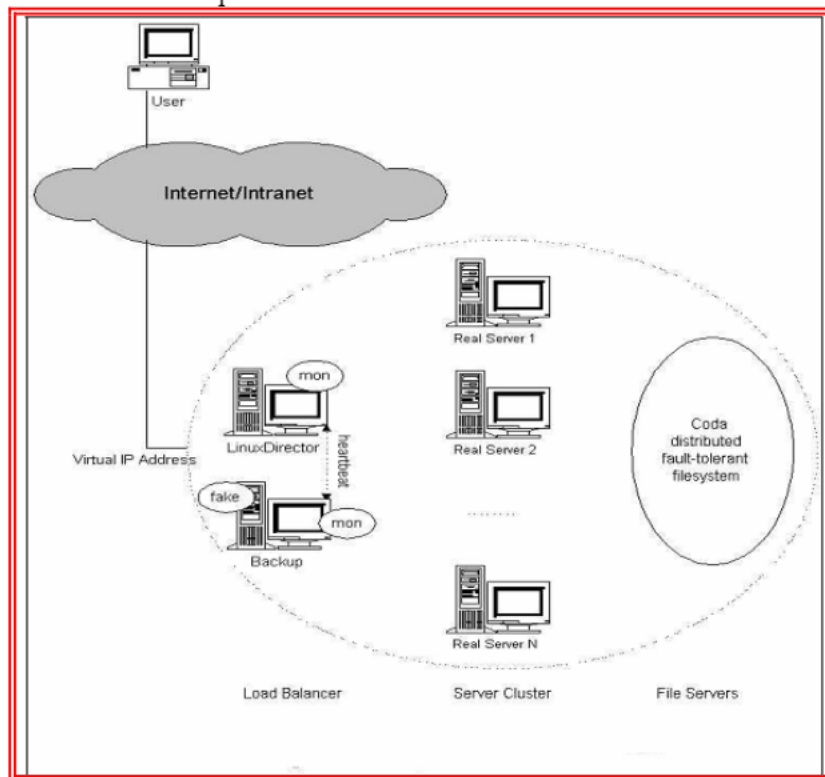 User
Internet/Intranet
Real Server 1
mon
LinuxDirector
Real Server 2
Virtual IP Address
heartbeat
Coda
distributed
fault-tolerant
filesystem
fake
mon
Backup
........
Real Server N
Load Balancer
Server Cluster
File Servers